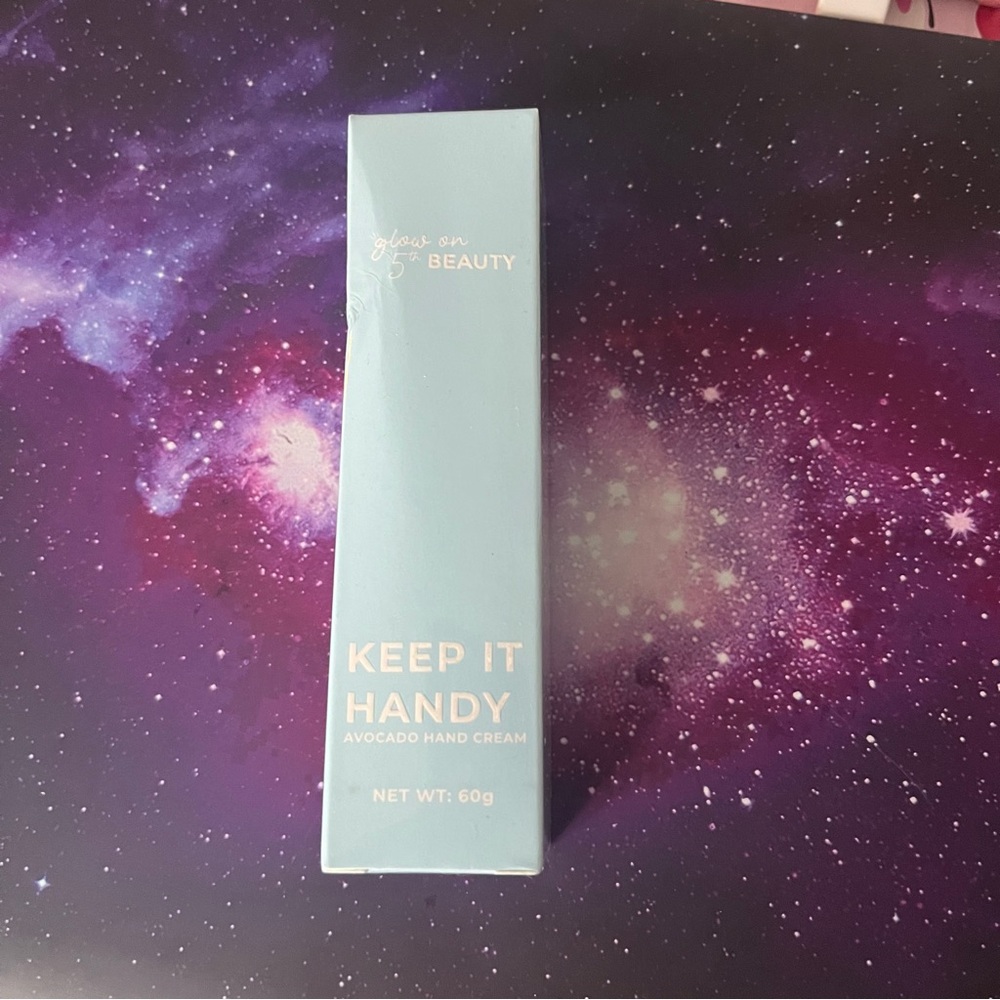 glow on
5th BEAUTY
KEEP IT
HANDY
AVOCADO HAND CREAM
NET WT: 60g